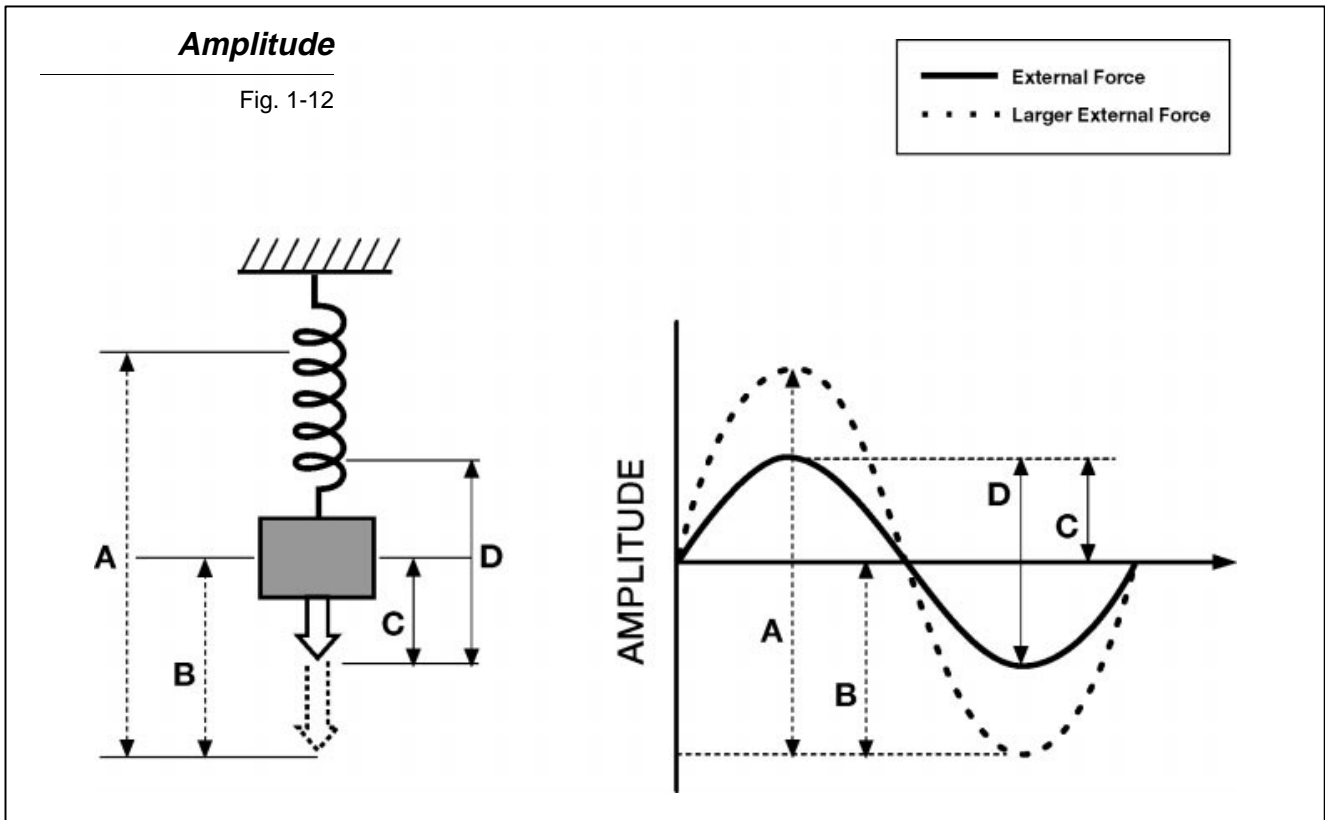 Amplitude
Fig. 1-12
External Force
Larger External Force
A
B
C
D
AMPLITUDE
A
B
D
C